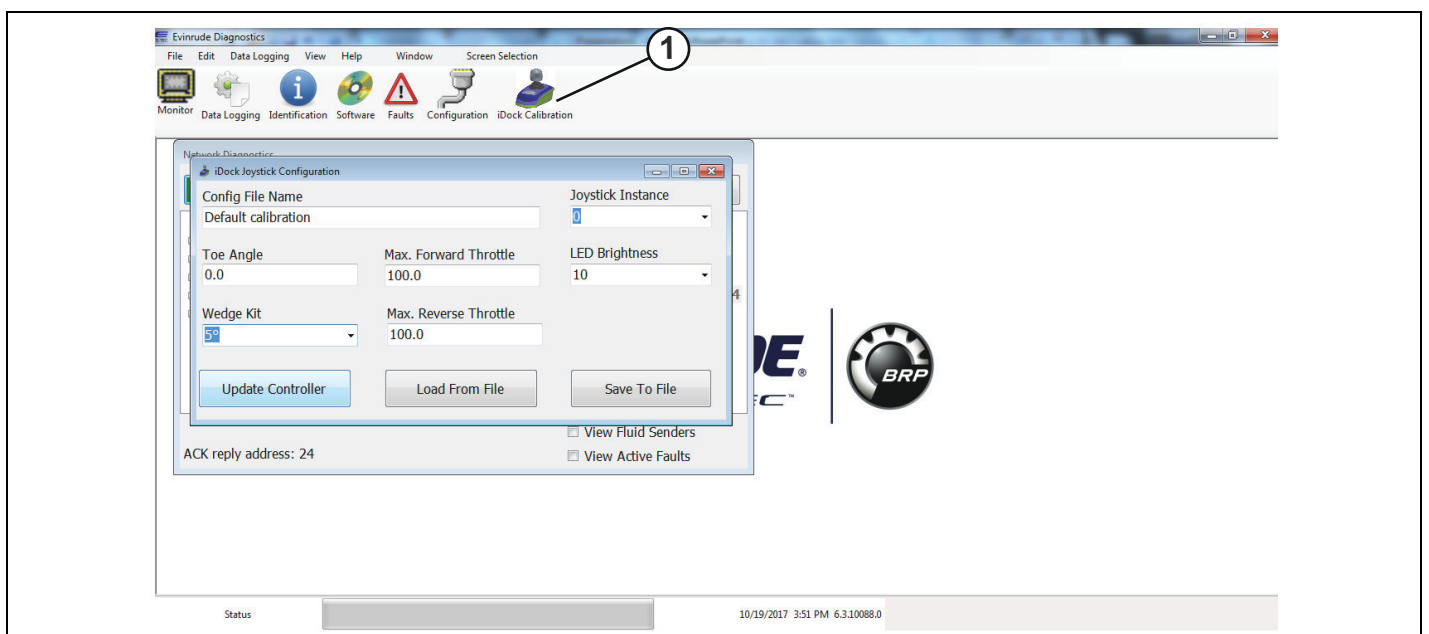 Evinrude Diagnostics
File Edit Data Logging View Help Window Screen Selection
1
Monitor Data Logging Identification Software Faults Configuration iDock Calibration
Network Diagnostics
iDock Joystick Configuration
Config File Name Joystick Instance
Default calibration 0
Toe Angle Max. Forward Throttle LED Brightness
0.0 100.0 10
4
Wedge Kit Max. Reverse Throttle
5° 100.0
DE®
BRP
Update Controller Load From File Save To File
EC™
View Fluid Senders
ACK reply address: 24 View Active Faults
Status 10/19/2017 3:51 PM 6.3.10088.0